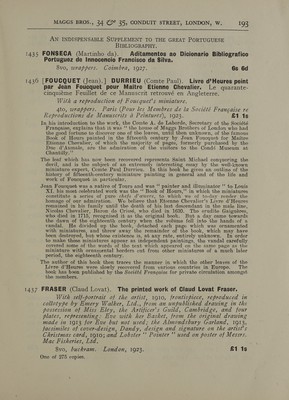 MAGGS BROS., 34 & 35, CONDUIT STREET, LONDON, W. 193
AN INDISPENSABLE SUPPLEMENT TO THE GREAT PORTUGUESE
BIBLIOGRAPHY.
1435 FONSECA (Martinho da). Aditamentos ao Dicionario Bibliografico
Portuguez de Innocencio Francisco da Silva.
8vo, wrappers. Coimbra, 1927. 6s 6d
1436 [FOUCQUET (Jean).] DURRIEU (Comte Paul). Livre d'Heures peint
par Jean Foucquet pour Maître Etienne Chevalier. Le quarante-
cinquième Feuillet de ce Manuscrit retrouvé en Angleterre.
With a reproduction of Fouquet's miniature.
4to, wrappers. Paris (Pour les Membres de la Société Française de
Reproductions de Manuscrits à Peintures), 1923. £1 1s
In his introduction to the work, the Comte A. de Laborde, Secretary of the Société
Française, explains that it was "the house of Maggs Brothers of London who had
the good fortune to discover one of the leaves, until then unknown, of the famous
Book of Hours painted in the fifteenth century by Jean Foucquet for Maître
Etienne Chevalier, of which the majority of pages, formerly purchased by the
Duc d'Aumale, are the admiration of the visitors to the Condé Museum at
Chantilly."
The leaf which has now been recovered represents Saint Michael conquering the
devil, and is the subject of an extremely interesting essay by the well-known
miniature expert, Comte Paul Durrieu. In this book he gives an outline of the
history of fifteenth-century miniature painting in general and of the life and
work of Foucquet in particular.
Jean Foucquet was a native of Tours and was "painter and illuminator" to Louis
XI. his most celebrated work was the "Book of Hours," in which the miniatures
constitute a series of pure chefs d'œuvre, to which we of to-day render the
homage of our admiration. We believe that Etienne Chevalier's Livre d'Heures
remained in his family until the death of his last descendant in the male line,
Nicolas Chevalier, Baron de Crissé, who died in 1630. The erudite Gaignières,
who died in 1715, recognised it as the original book. But a day came towards
the dawn of the eighteenth century when the volume fell into the hands of a
vandal. He divided up the book, detached each page which was ornamented
with miniatures, and threw away the remainder of the book, which may have
been destroyed, but whose existence is, at any rate, entirely unknown. In order
to make these miniatures appear as independent paintings, the vandal carefully
covered some of the words of the text which appeared on the outer page or the
miniature with ornamental borders taken from other miniatures of a much later
period, the eighteenth century.
The author of this book then traces the manner in which the other leaves of the
Livre d'Heures were slowly recovered from various countries in Europe. The
book has been published by the Société Française for private circulation amongst
the members.
1437 FRASER (Claud Lovat). The printed work of Claud Lovat Fraser.
With self-portrait of the artist, 1910, frontispiece, reproduced in
collotype by Emery Walker, Ltd., from an unpublished drawing in the
possession of Miss Eloy, the Artificer's Guild, Cambridge, and four
plates, representing: Eve with her Basket, from the original drawing
made in 1913 for Eve but not used; the Almondsbury Garland, 1913,
facsimiles of cover-design, Dandy, design and signature on the artist's
Christmas card, 1910; and Lobster "Pointer" used on poster of Messrs.
Mac Fisheries, Ltd.
8vo, buckram. London, 1923. £1 1s
One of 275 copies.